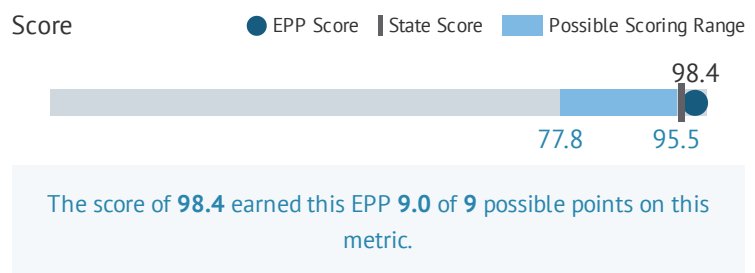 Score EPP Score State Score Possible Scoring Range
98.4
77.8 95.5
The score of 98.4 earned this EPP 9.0 of 9 possible points on this
metric.